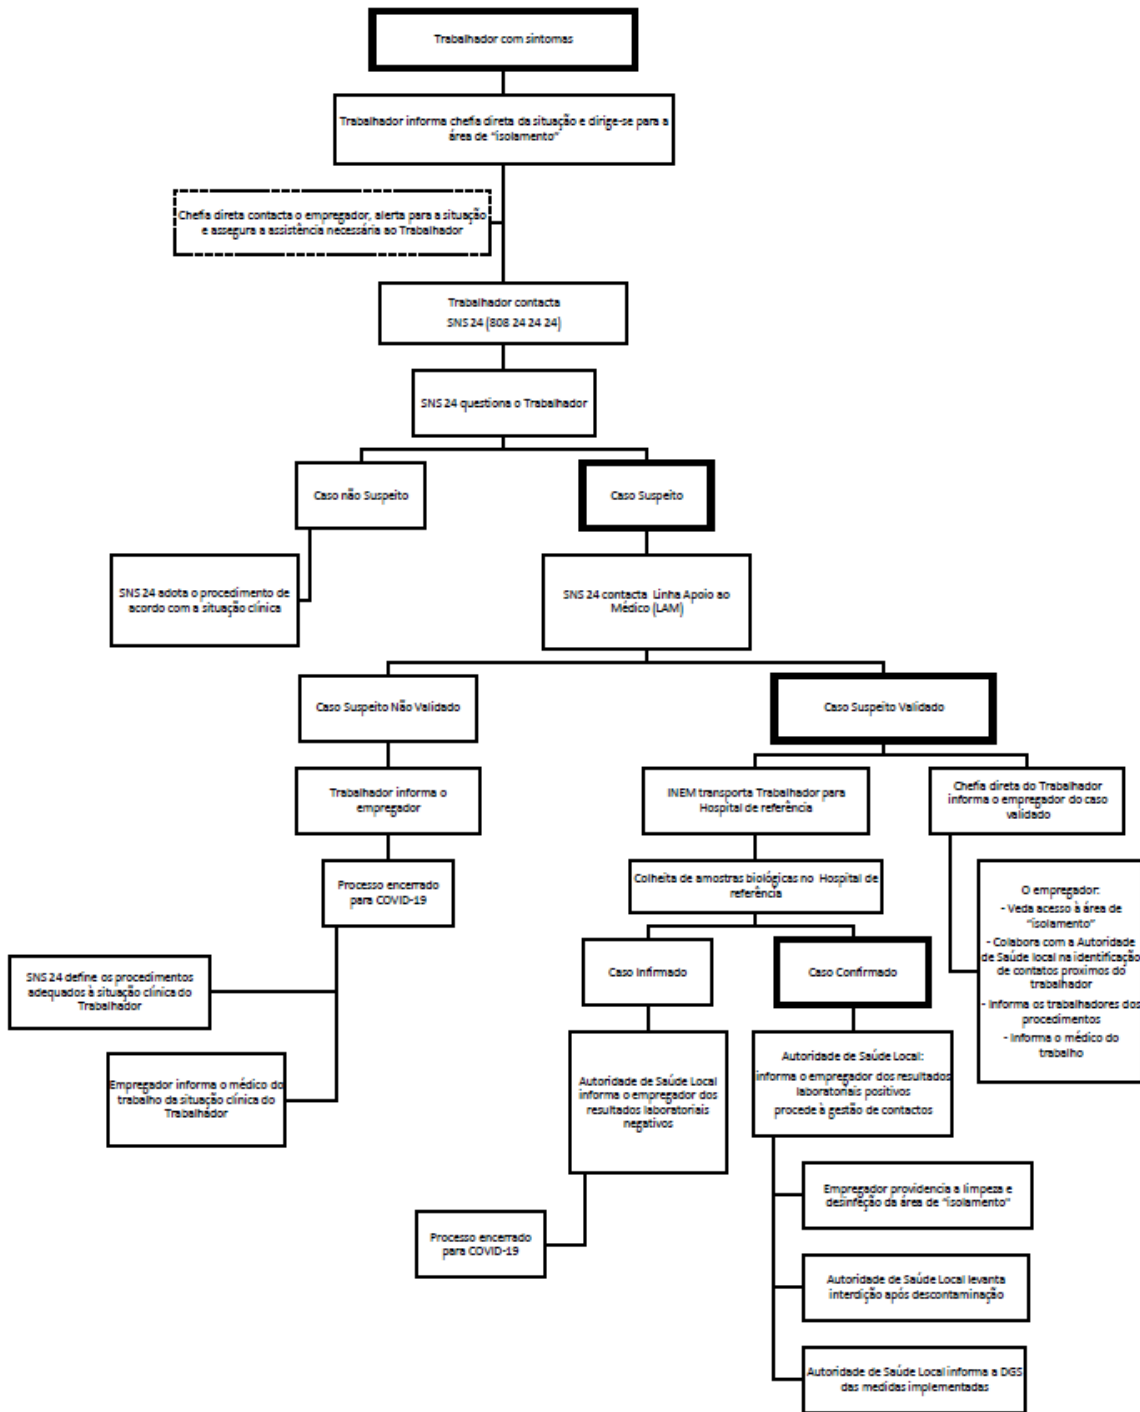 Trabalhador com sintomas
Trabalhador informa chefia direta da situação e dirige-se para a
área de “isolamento”
Chefia direta contacta o empregador, alerta para a situação
e assegura a assistência necessária ao Trabalhador
Trabalhador contacta
SNS 24 (808 24 24 24)
SNS 24 questiona o Trabalhador
Caso não Suspeito
Caso Suspeito
SNS 24 adota o procedimento de
acordo com a situação clínica
SNS 24 contacta Linha Apoio ao
Médico (LAM)
Caso Suspeito Não Validado
Caso Suspeito Validado
Trabalhador informa o
empregador
INEM transporta Trabalhador para
Hospital de referência
Chefia direta do Trabalhador
informa o empregador do caso
validado
Processo encerrado
para COVID-19
Colheita de amostras biológicas no Hospital de
referência
O empregador:
- Veda acesso à área de
“isolamento”
- Colabora com a Autoridade
de Saúde local na identificação
de contatos proximos do
trabalhador
- Informa os trabalhadores dos
procedimentos
- Informa o médico do
trabalho
SNS 24 define os procedimentos
adequados à situação clínica do
Trabalhador
Caso Infirmado
Caso Confirmado
Empregador informa o médico do
trabalho da situação clínica do
Trabalhador
Autoridade de Saúde Local
informa o empregador dos
resultados laboratoriais
negativos
Autoridade de Saúde Local:
informa o empregador dos resultados
laboratoriais positivos
procede à gestão de contactos
Processo encerrado
para COVID-19
Empregador providencia a limpeza e
desinfeção da área de “isolamento”
Autoridade de Saúde Local levanta
interdição após descontaminação
Autoridade de Saúde Local informa a DGS
das medidas implementadas